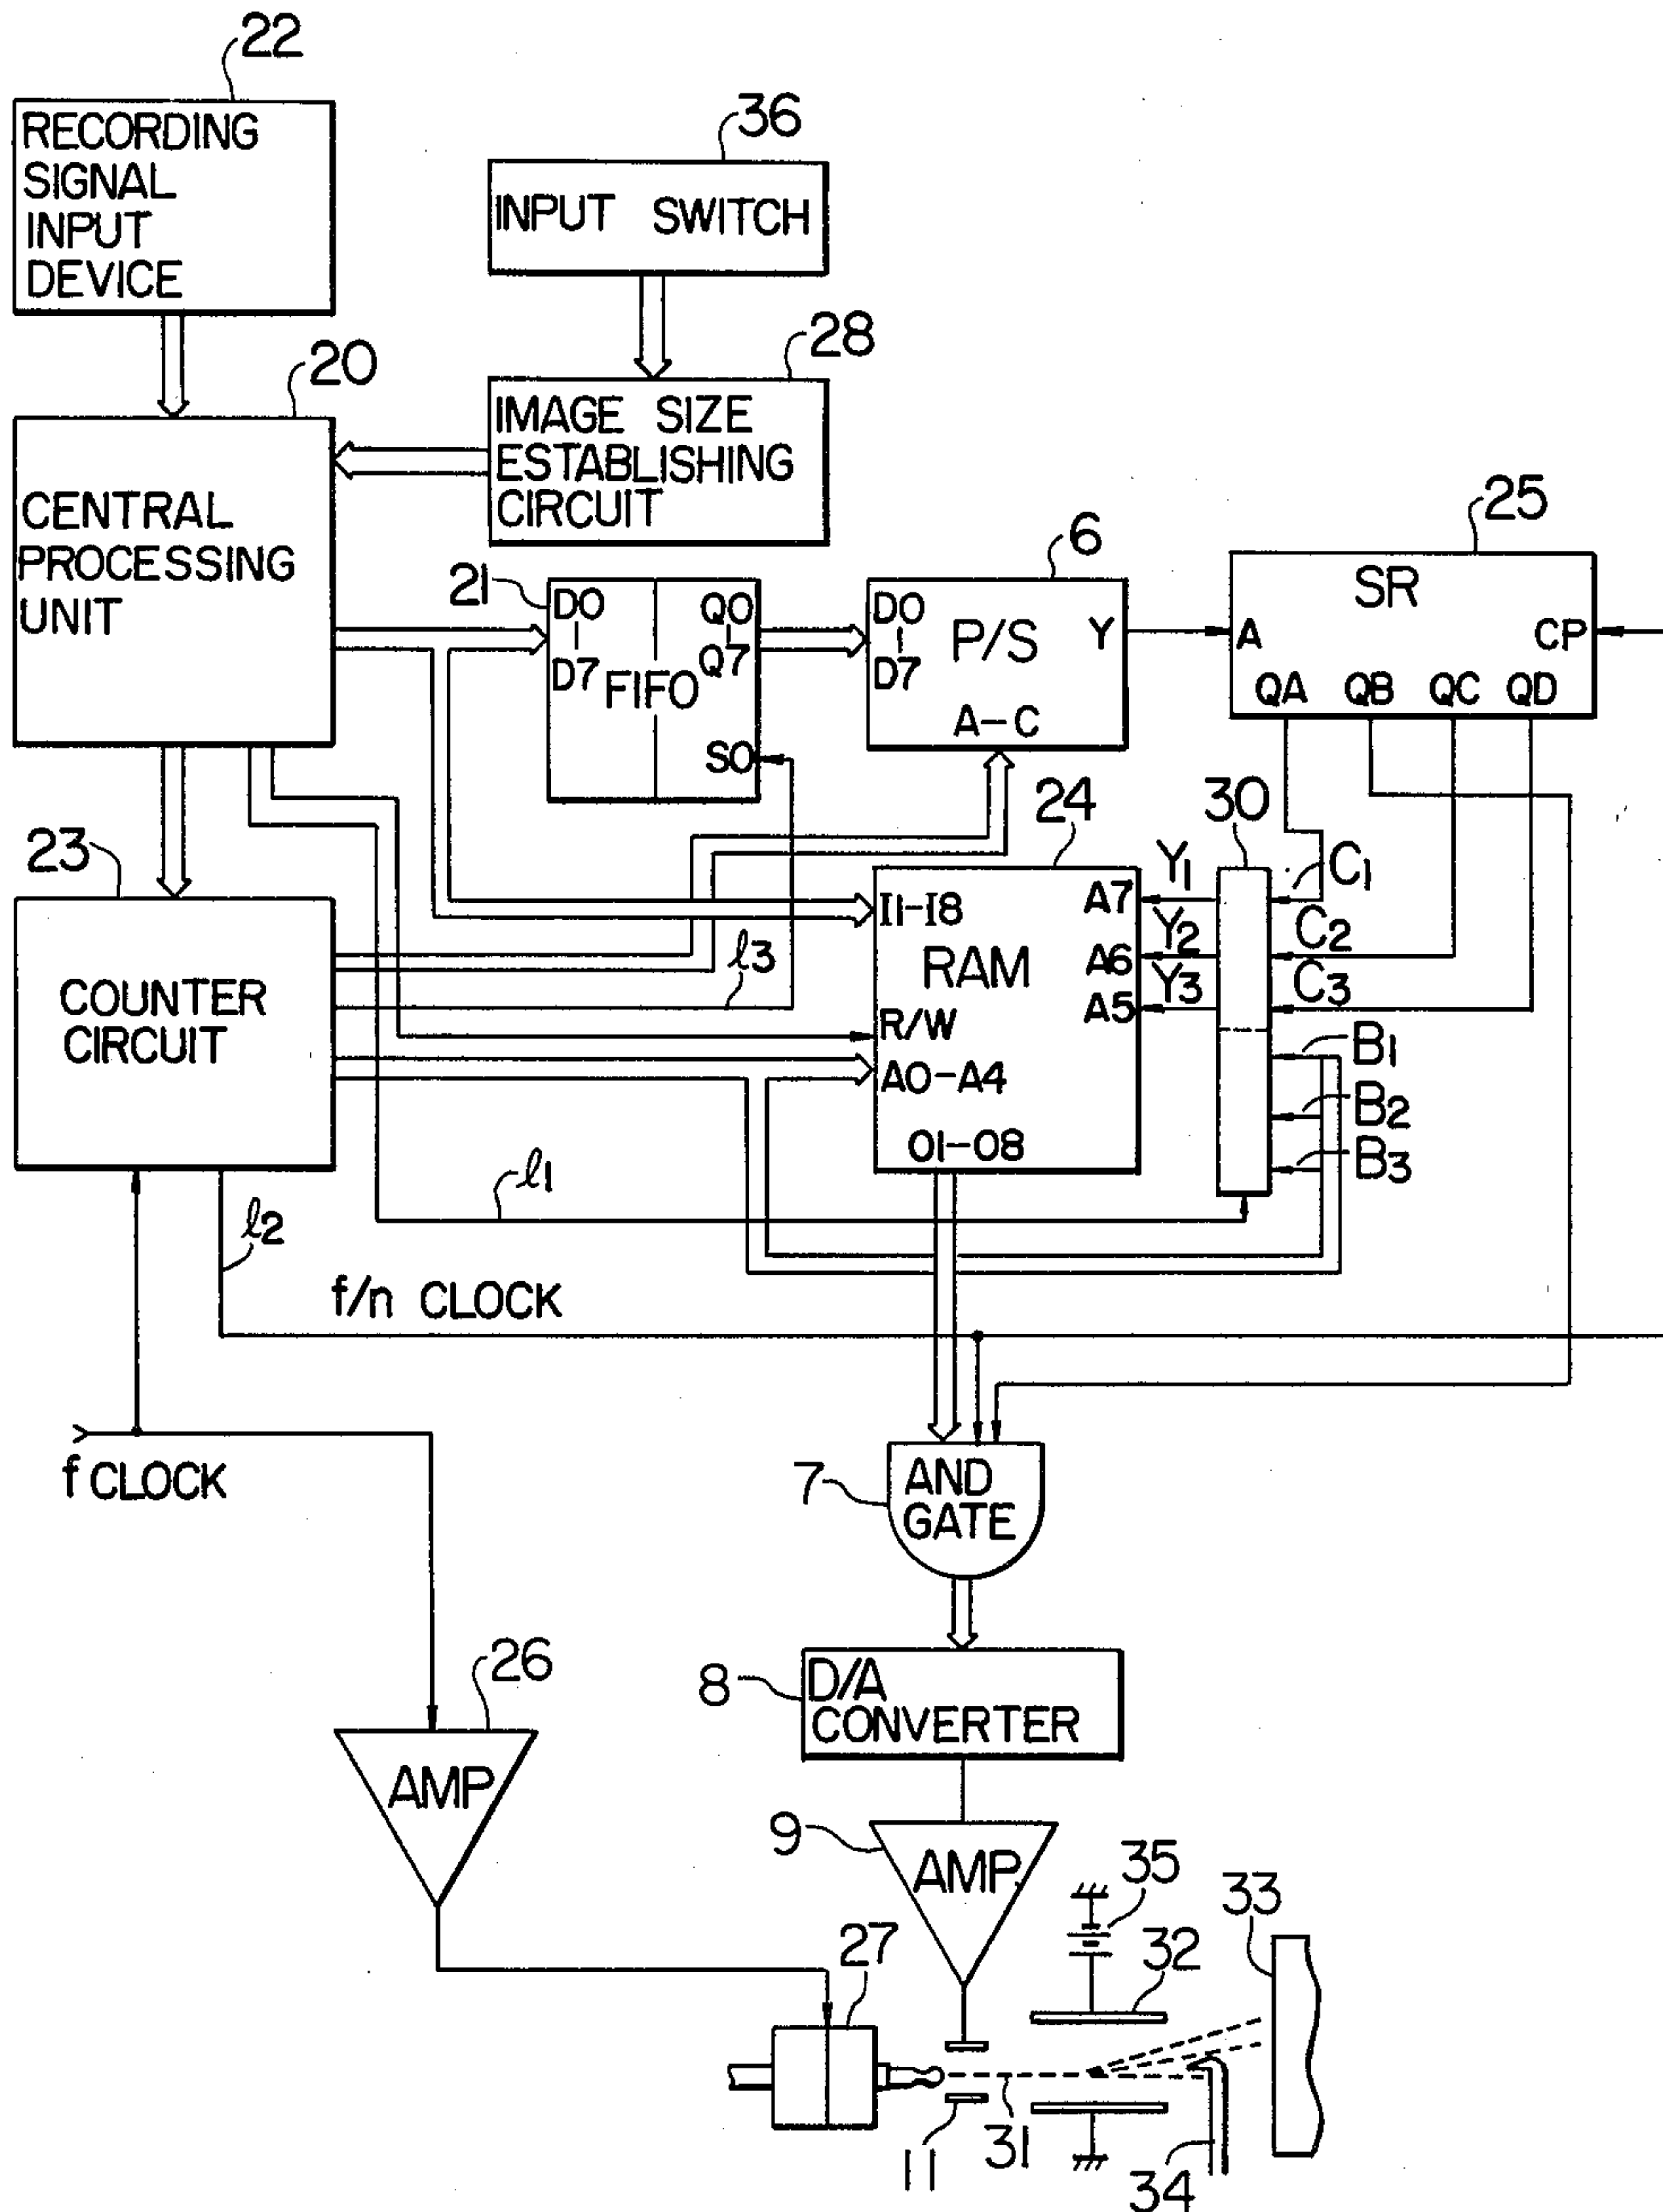 22
RECORDING
SIGNAL
INPUT
DEVICE
36
INPUT SWITCH
20
CENTRAL
PROCESSING
UNIT
28
IMAGE SIZE
ESTABLISHING
CIRCUIT
21
D0
D7
FIFO
Q0
Q7
SO
6
D0
D7
P/S
Y
A-C
25
SR
A
CP
QA QB QC QD
23
COUNTER
CIRCUIT
24
I1-I8
RAM
R/W
A0-A4
O1-O8
A7
A6
A5
30
Y1
Y2
Y3
C1
C2
C3
B1
B2
B3
l3
l1
l2
f/n CLOCK
f CLOCK
7
AND
GATE
8
D/A
CONVERTER
26
AMP
9
AMP
35
33
27
32
11
31
34